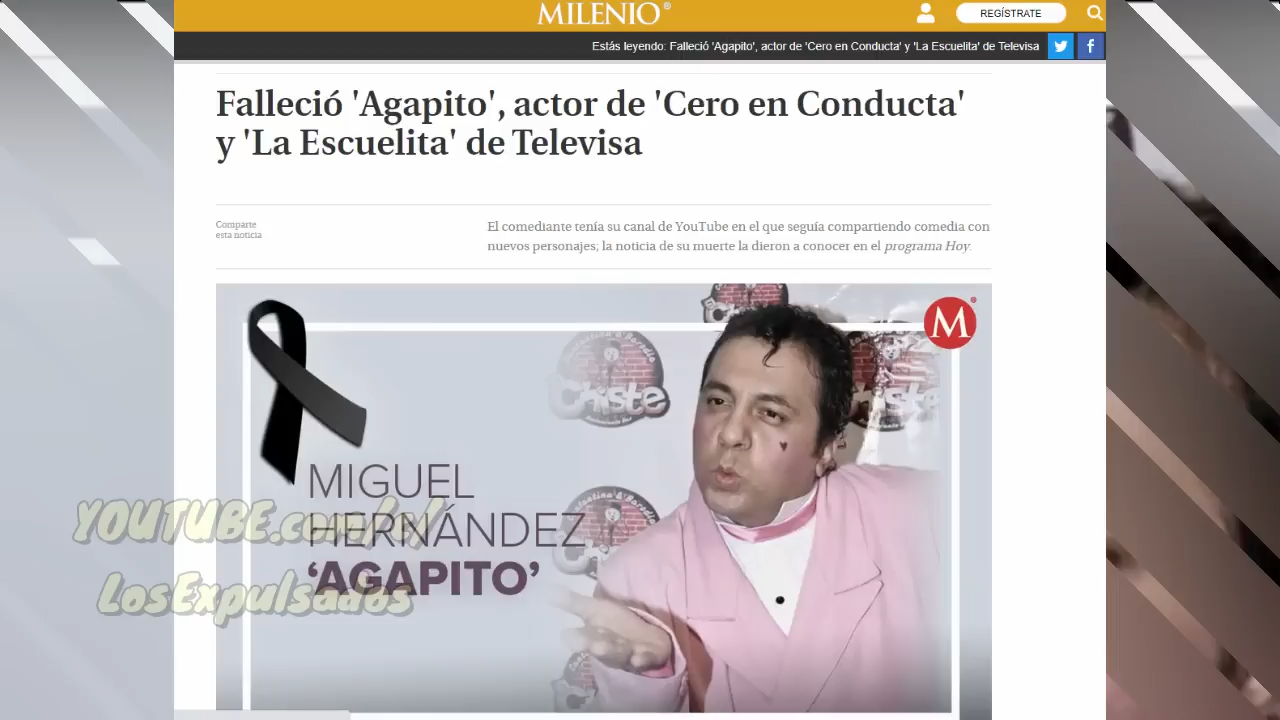 MILENIO®
REGÍSTRATE
Estás leyendo: Falleció 'Agapito', actor de 'Cero en Conducta' y 'La Escuelita' de Televisa
Falleció 'Agapito', actor de 'Cero en Conducta'
y 'La Escuelita' de Televisa
Comparte
esta noticia
El comediante tenía su canal de YouTube en el que seguía compartiendo comedia con
nuevos personajes; la noticia de su muerte la dieron a conocer en el programa Hoy.
M®
Chiste
MIGUEL
HERNÁNDEZ
'AGAPITO'
YOUTUBE.com/c/
LosExpulsados